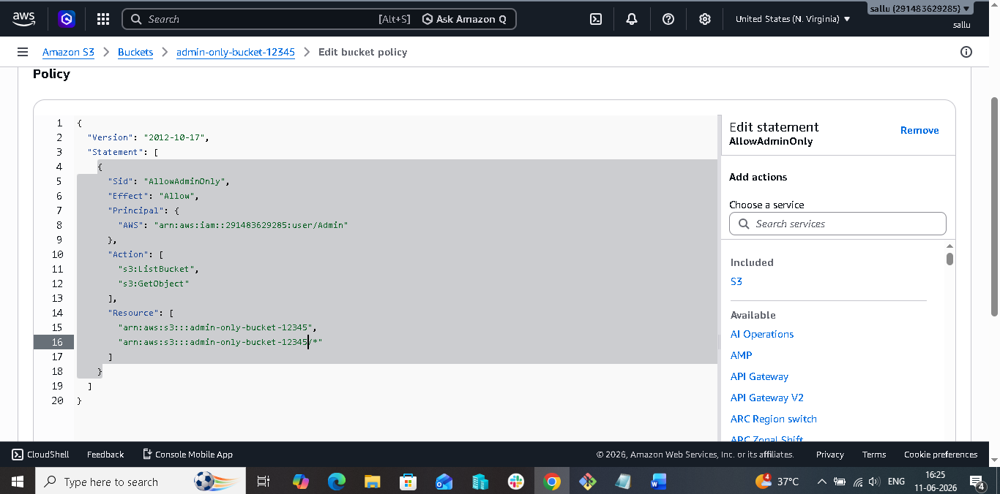 aws
Search [Alt+S] Ask Amazon Q
United States (N. Virginia) ▼
sallu (291483629285) ▼
sallu
Amazon S3 > Buckets > admin-only-bucket-12345 > Edit bucket policy
Policy
1 {
2 "Version": "2012-10-17",
3 "Statement": [
4 {
5 "Sid": "AllowAdminOnly",
6 "Effect": "Allow",
7 "Principal": {
8 "AWS": "arn:aws:iam::291483629285:user/Admin"
9 },
10 "Action": [
11 "s3:ListBucket",
12 "s3:GetObject"
13 ],
14 "Resource": [
15 "arn:aws:s3:::admin-only-bucket-12345",
16 "arn:aws:s3:::admin-only-bucket-12345/*"
17 ]
18 }
19 ]
20 }
Edit statement
Remove
AllowAdminOnly
Add actions
Choose a service
Search services
Included
S3
Available
AI Operations
AMP
API Gateway
API Gateway V2
ARC Region switch
ARC Zonal Shift
CloudShell Feedback Console Mobile App © 2026, Amazon Web Services, Inc. or its affiliates. Privacy Terms Cookie preferences
Type here to search
4
37°C
ENG
16:25
11-06-2026
4